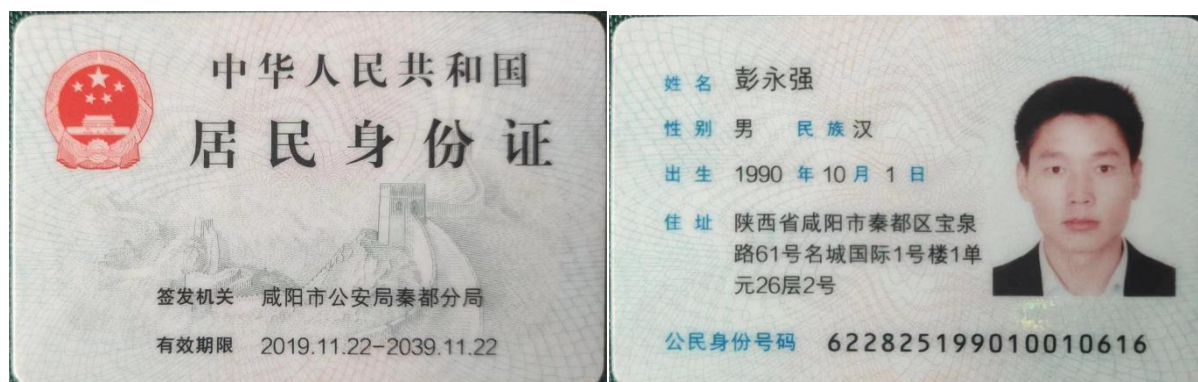 中华人民共和国
居民身份证
签发机关 咸阳市公安局秦都分局
有效期限 2019.11.22-2039.11.22
姓名 彭永强
性别 男 民族 汉
出生 1990 年 10 月 1 日
住址 陕西省咸阳市秦都区宝泉
路61号名城国际1号楼1单
元26层2号
公民身份号码 622825199010010616